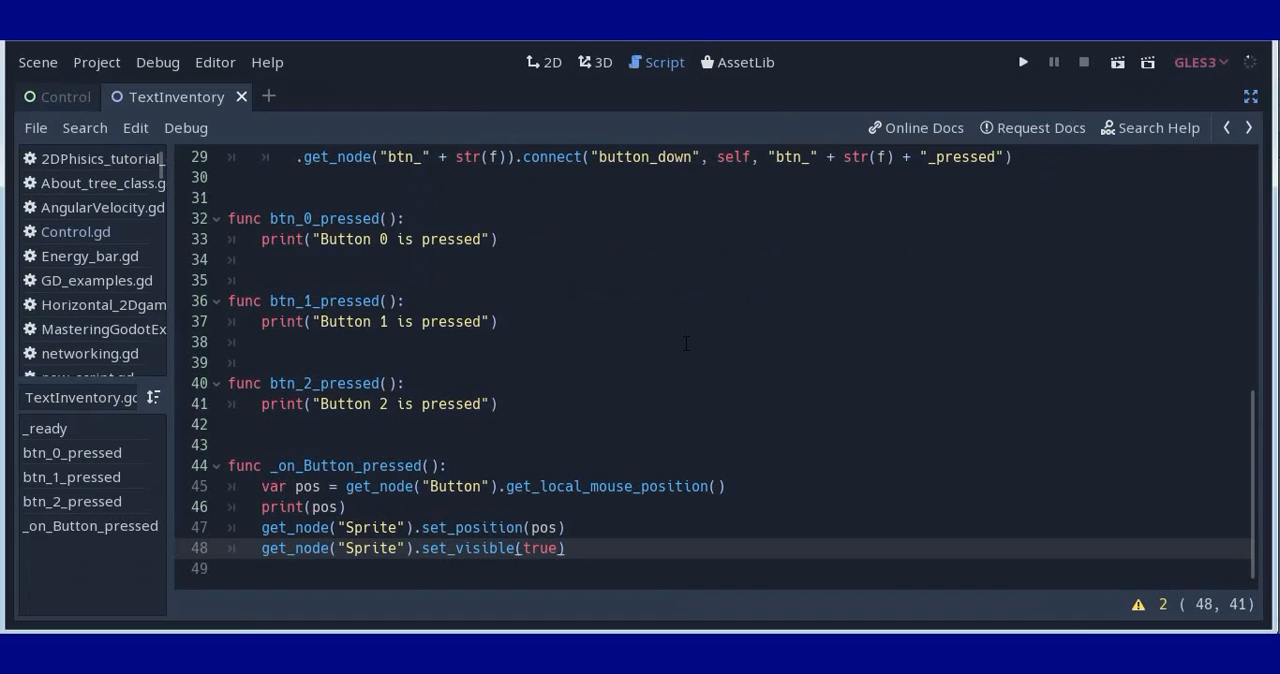 Scene Project Debug Editor Help 2D 3D Script AssetLib GLES3
Control TextInventory
File Search Edit Debug Online Docs Request Docs Search Help
2DPhisics_tutorial_
About_tree_class.g
AngularVelocity.gd
Control.gd
Energy_bar.gd
GD_examples.gd
Horizontal_2Dgam
MasteringGodotEx
networking.gd
new_script.gd
TextInventory.gd
_ready
btn_0_pressed
btn_1_pressed
btn_2_pressed
_on_Button_pressed
29 .get_node("btn_" + str(f)).connect("button_down", self, "btn_" + str(f) + "_pressed")
30
31
32 func btn_0_pressed():
33 print("Button 0 is pressed")
34
35
36 func btn_1_pressed():
37 print("Button 1 is pressed")
38
39
40 func btn_2_pressed():
41 print("Button 2 is pressed")
42
43
44 func _on_Button_pressed():
45 var pos = get_node("Button").get_local_mouse_position()
46 print(pos)
47 get_node("Sprite").set_position(pos)
48 get_node("Sprite").set_visible(true)
49
2 ( 48, 41)